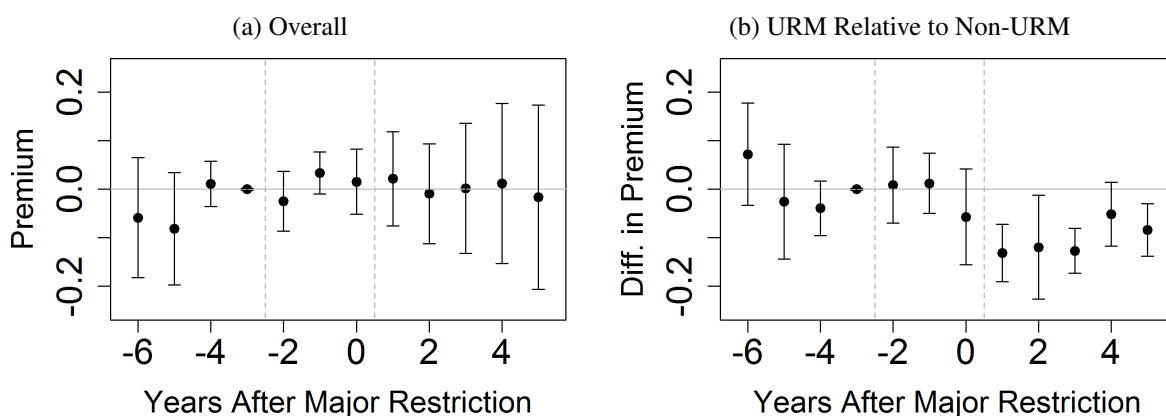 (a) Overall
Premium
0.2
0.0
-0.2
-6 -4 -2 0 2 4
Years After Major Restriction
(b) URM Relative to Non-URM
Diff. in Premium
0.2
0.0
-0.2
-6 -4 -2 0 2 4
Years After Major Restriction